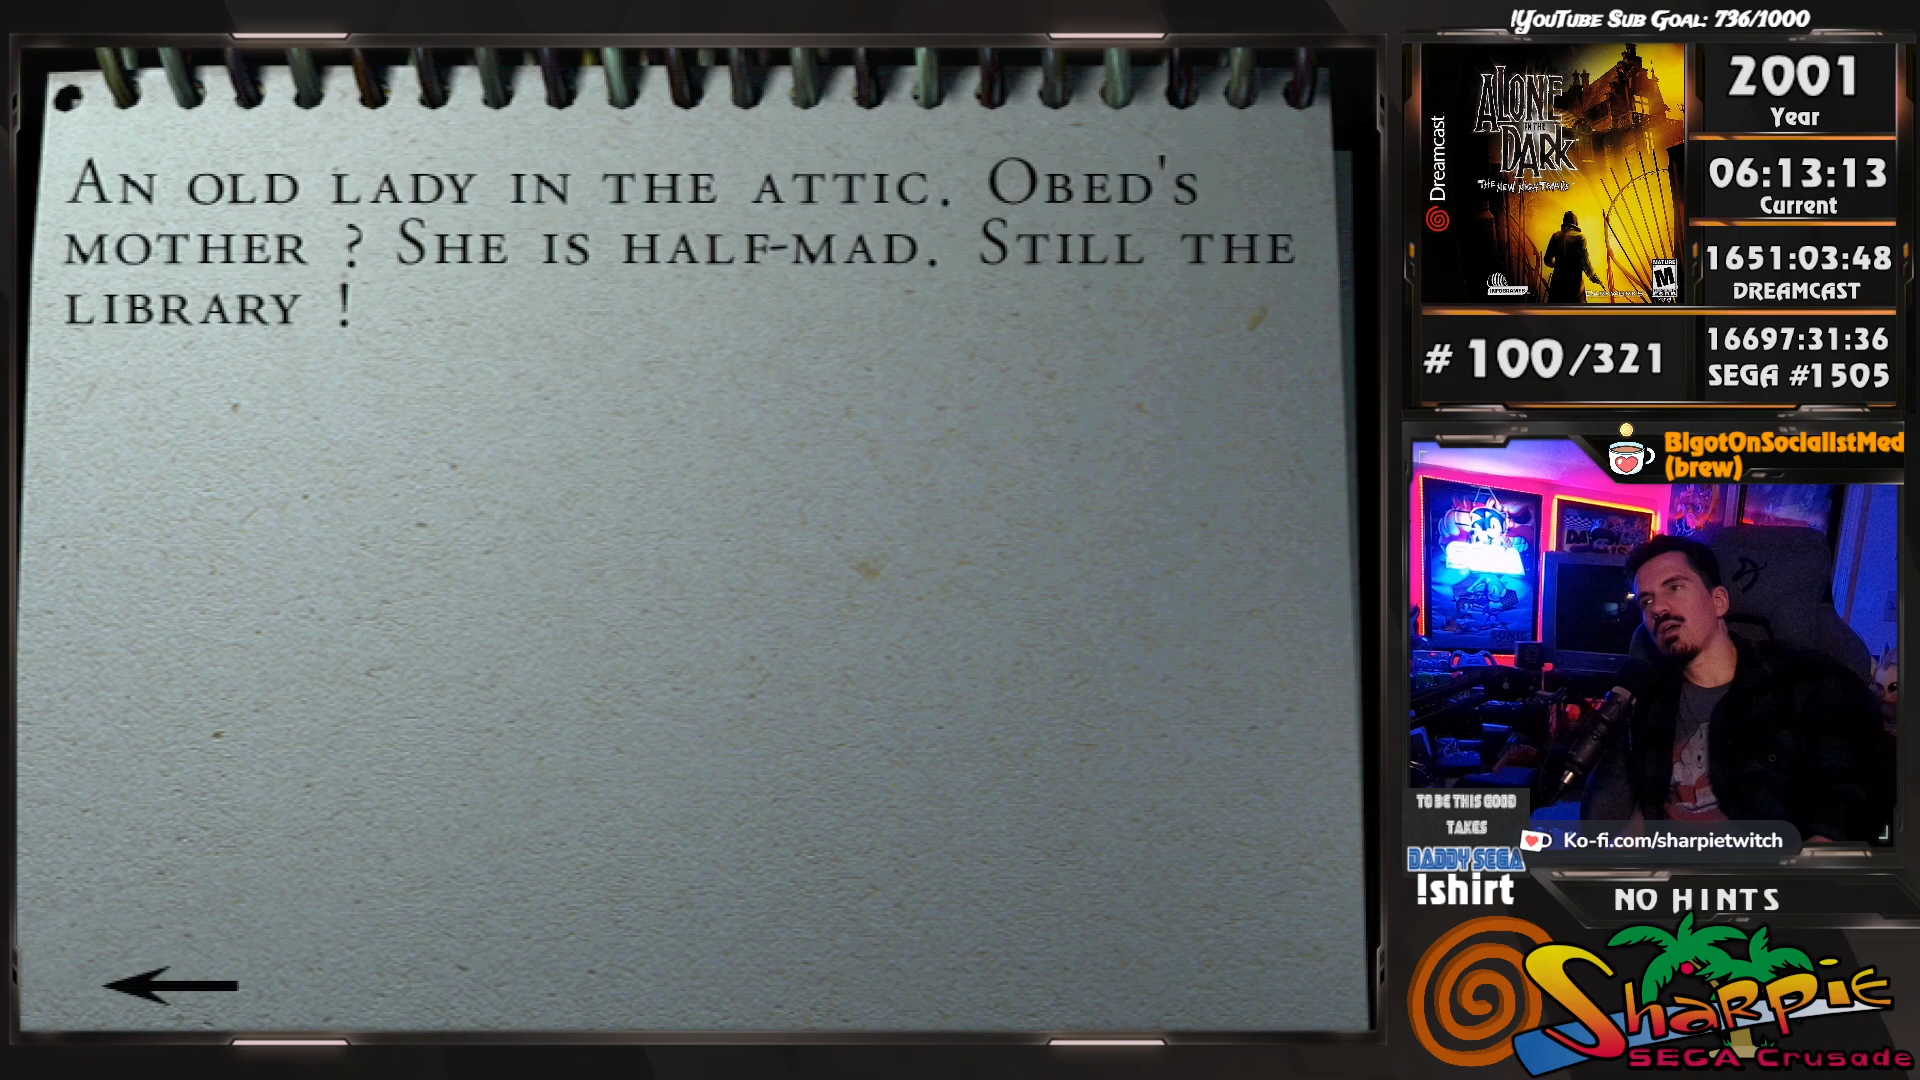 !YouTube Sub Goal: 736/1000
An old lady in the attic. Obed's
mother ? She is half-mad. Still the
library !
Dreamcast
ALONE
IN THE
DARK
THE NEW NIGHTMARE
INFOGRAMES
DARKWORKS
MATURE
M
2001
Year
06:13:13
Current
1651:03:48
DREAMCAST
# 100/321
16697:31:36
SEGA #1505
BigotOnSocialistMed
(brew)
TO BE THIS GOOD
TAKES
DADDY SEGA
!shirt
Ko-fi.com/sharpietwitch
NO HINTS
Sharpie
SEGA Crusade